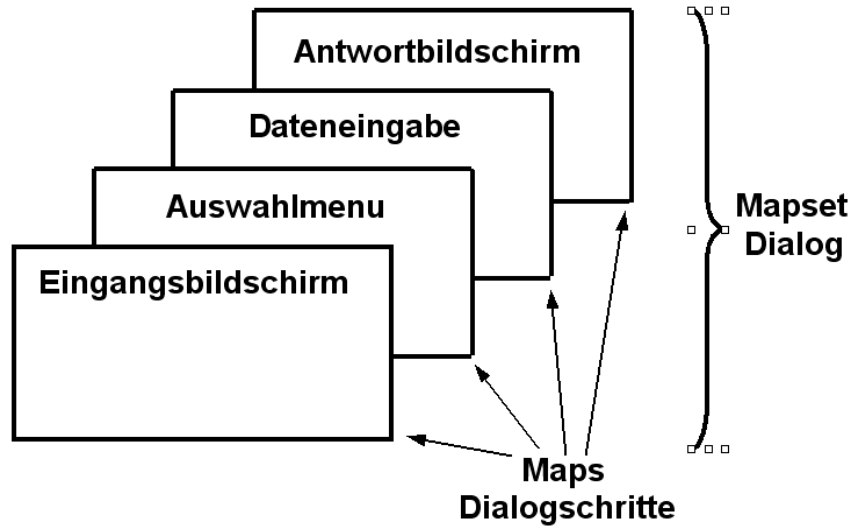 Antwortbildschirm
Dateneingabe
Auswahlmenu
Eingangsbildschirm
Mapset
Dialog
Maps
Dialogschritte